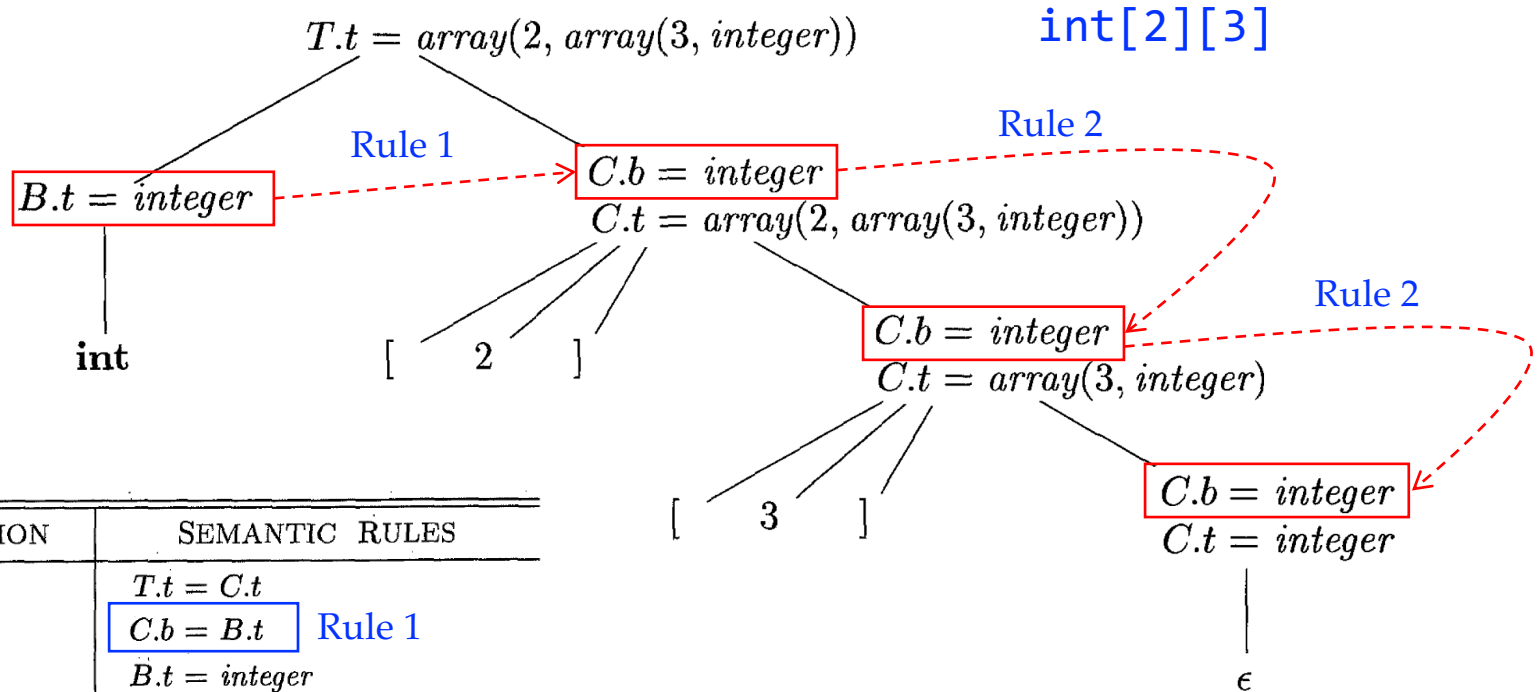 T.t = array(2, array(3, integer))
int[2][3]
Rule 1
Rule 2
B.t = integer
C.b = integer
C.t = array(2, array(3, integer))
int
[ 2 ]
C.b = integer
Rule 2
C.t = array(3, integer)
[ 3 ]
C.b = integer
C.t = integer
ϵ
ION SEMANTIC RULES
T.t = C.t
C.b = B.t Rule 1
B.t = integer